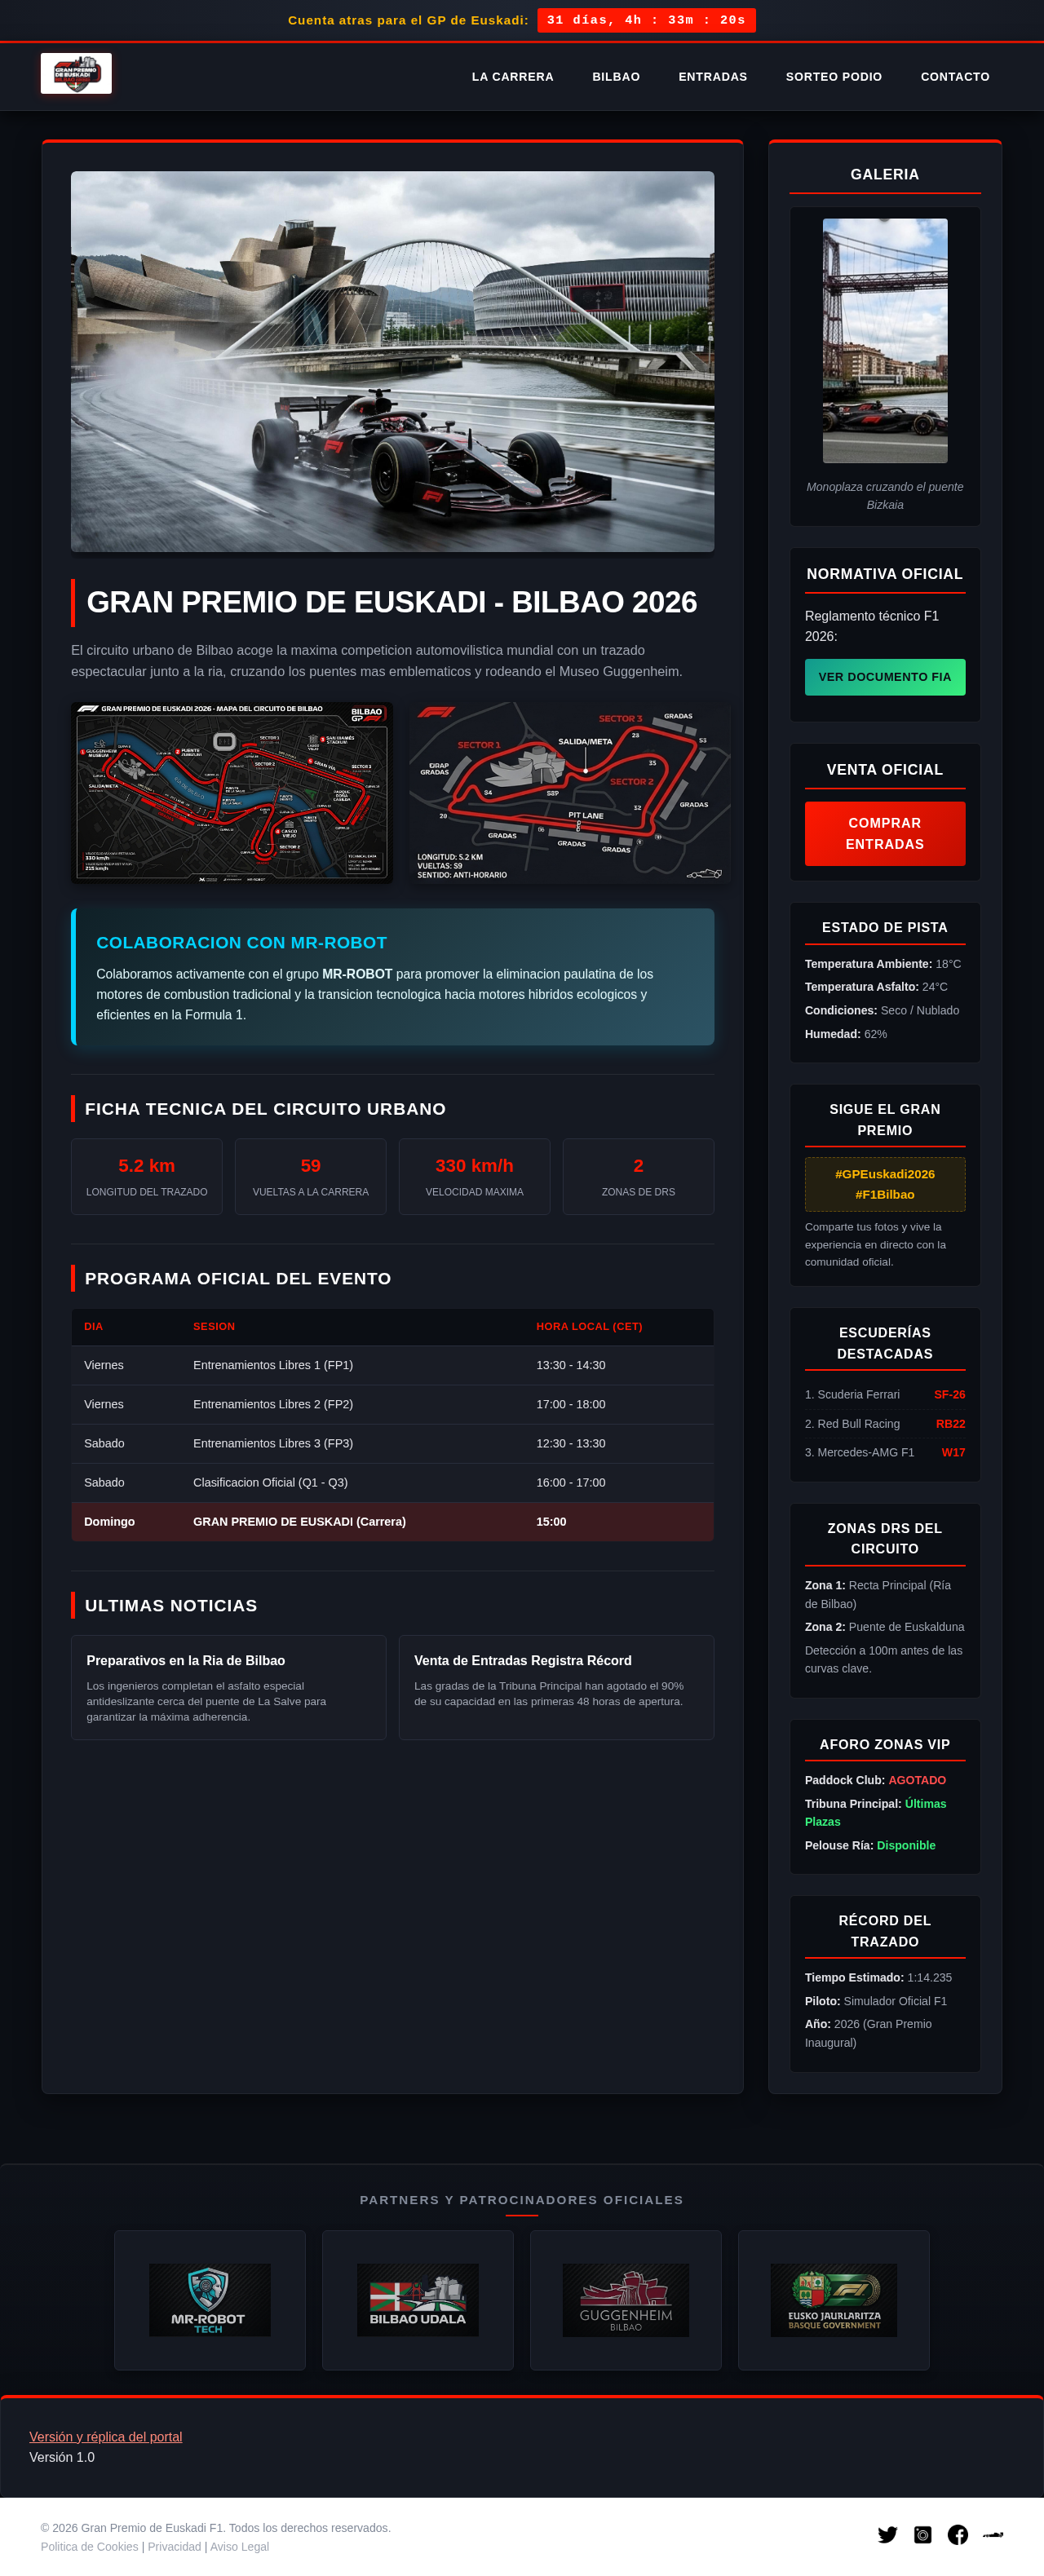 Cuenta atras para el GP de Euskadi: 31 días, 4h : 33m : 20s
GRAN PREMIO
DE EUSKADI
LA CARRERA BILBAO ENTRADAS SORTEO PODIO CONTACTO
GRAN PREMIO DE EUSKADI - BILBAO 2026
El circuito urbano de Bilbao acoge la maxima competicion automovilistica mundial con un trazado
espectacular junto a la ria, cruzando los puentes mas emblematicos y rodeando el Museo Guggenheim.
GRAN PREMIO DE EUSKADI 2026 - MAPA DEL CIRCUITO DE BILBAO
BILBAO
GP
SALIDA/META
330 km/h
SECTOR 3
GRADAS
SECTOR 1
SALIDA/META
28
S3
GRADAS
35
SECTOR 2
S4
32
GRADAS
20
PIT LANE
GRADAS
GRADAS
GRADAS
LONGITUD: 5.2 KM
VUELTAS: 59
SENTIDO: ANTI-HORARIO
COLABORACION CON MR-ROBOT
Colaboramos activamente con el grupo MR-ROBOT para promover la eliminacion paulatina de los
motores de combustion tradicional y la transicion tecnologica hacia motores hibridos ecologicos y
eficientes en la Formula 1.
FICHA TECNICA DEL CIRCUITO URBANO
5.2 km
LONGITUD DEL TRAZADO
59
VUELTAS A LA CARRERA
330 km/h
VELOCIDAD MAXIMA
2
ZONAS DE DRS
PROGRAMA OFICIAL DEL EVENTO
DIA SESION HORA LOCAL (CET)
Viernes Entrenamientos Libres 1 (FP1) 13:30 - 14:30
Viernes Entrenamientos Libres 2 (FP2) 17:00 - 18:00
Sabado Entrenamientos Libres 3 (FP3) 12:30 - 13:30
Sabado Clasificacion Oficial (Q1 - Q3) 16:00 - 17:00
Domingo GRAN PREMIO DE EUSKADI (Carrera) 15:00
ULTIMAS NOTICIAS
Preparativos en la Ria de Bilbao
Los ingenieros completan el asfalto especial
antideslizante cerca del puente de La Salve para
garantizar la máxima adherencia.
Venta de Entradas Registra Récord
Las gradas de la Tribuna Principal han agotado el 90%
de su capacidad en las primeras 48 horas de apertura.
GALERIA
Monoplaza cruzando el puente
Bizkaia
NORMATIVA OFICIAL
Reglamento técnico F1
2026:
VER DOCUMENTO FIA
VENTA OFICIAL
COMPRAR
ENTRADAS
ESTADO DE PISTA
Temperatura Ambiente: 18°C
Temperatura Asfalto: 24°C
Condiciones: Seco / Nublado
Humedad: 62%
SIGUE EL GRAN
PREMIO
#GPEuskadi2026
#F1Bilbao
Comparte tus fotos y vive la
experiencia en directo con la
comunidad oficial.
ESCUDERÍAS
DESTACADAS
1. Scuderia Ferrari SF-26
2. Red Bull Racing RB22
3. Mercedes-AMG F1 W17
ZONAS DRS DEL
CIRCUITO
Zona 1: Recta Principal (Ría
de Bilbao)
Zona 2: Puente de Euskalduna
Detección a 100m antes de las
curvas clave.
AFORO ZONAS VIP
Paddock Club: AGOTADO
Tribuna Principal: Últimas
Plazas
Pelouse Ría: Disponible
RÉCORD DEL
TRAZADO
Tiempo Estimado: 1:14.235
Piloto: Simulador Oficial F1
Año: 2026 (Gran Premio
Inaugural)
PARTNERS Y PATROCINADORES OFICIALES
MR-ROBOT
TECH
BILBAO UDALA
GUGGENHEIM
BILBAO
EUSKO JAURLARITZA
BASQUE GOVERNMENT
Versión y réplica del portal
Versión 1.0
© 2026 Gran Premio de Euskadi F1. Todos los derechos reservados.
Politica de Cookies | Privacidad | Aviso Legal